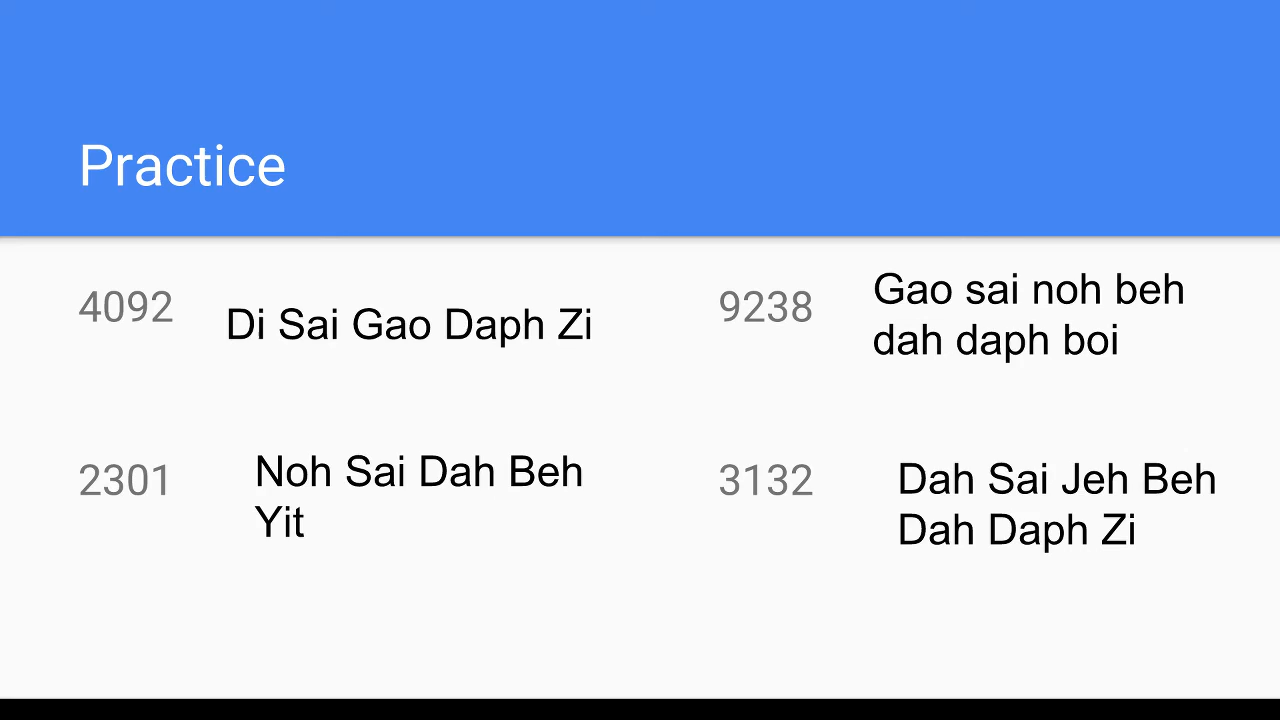 Practice
4092
Di Sai Gao Daph Zi
9238
Gao sai noh beh
dah daph boi
2301
Noh Sai Dah Beh
Yit
3132
Dah Sai Jeh Beh
Dah Daph Zi